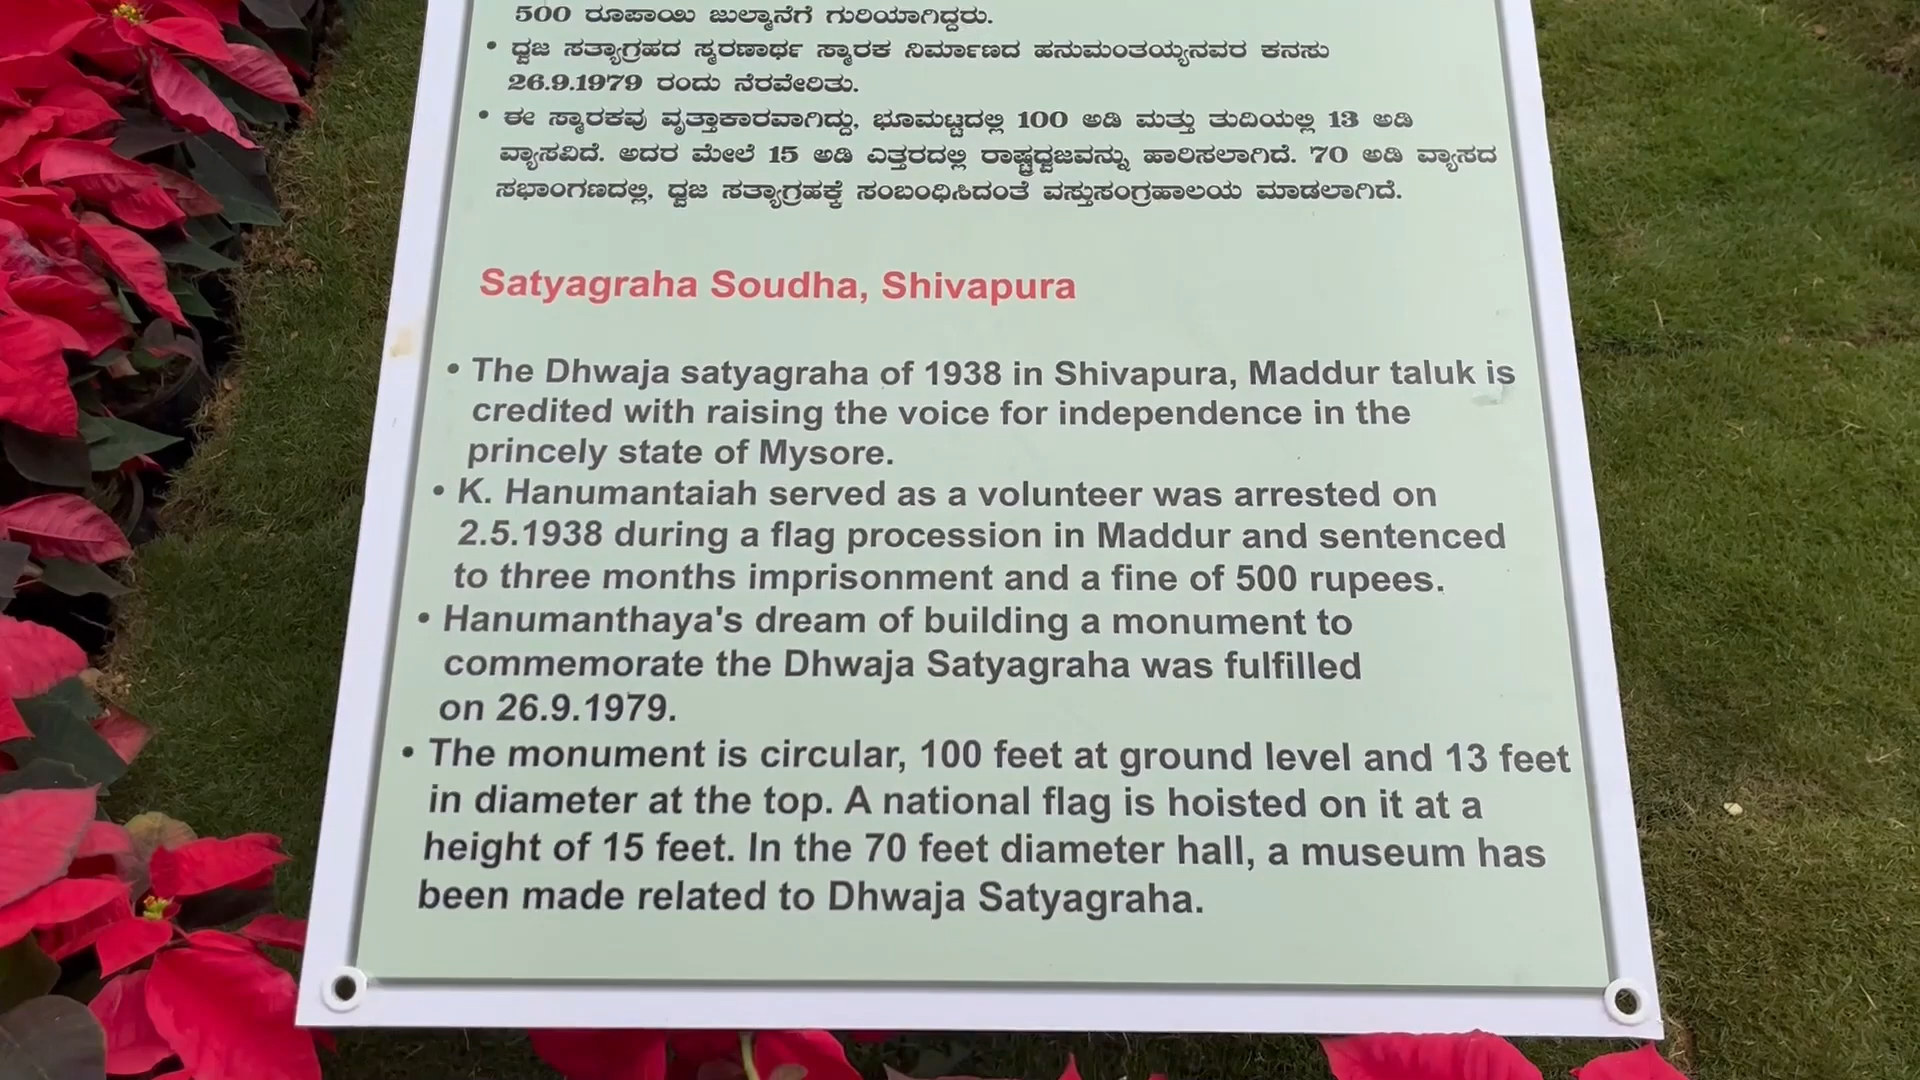 500 ರೂಪಾಯಿ ಜುಲ್ಮಾನೆಗೆ ಗುರಿಯಾಗಿದ್ದರು.
• ಧ್ವಜ ಸತ್ಯಾಗ್ರಹದ ಸ್ಮರಣಾರ್ಥ ಸ್ಮಾರಕ ನಿರ್ಮಾಣದ ಹನುಮಂತಯ್ಯನವರ ಕನಸು
26.9.1979 ರಂದು ನೆರವೇರಿತು.
• ಈ ಸ್ಮಾರಕವು ವೃತ್ತಾಕಾರವಾಗಿದ್ದು, ಭೂಮಟ್ಟದಲ್ಲಿ 100 ಅಡಿ ಮತ್ತು ತುದಿಯಲ್ಲಿ 13 ಅಡಿ
ವ್ಯಾಸವಿದೆ. ಅದರ ಮೇಲೆ 15 ಅಡಿ ಎತ್ತರದಲ್ಲಿ ರಾಷ್ಟ್ರಧ್ವಜವನ್ನು ಹಾರಿಸಲಾಗಿದೆ. 70 ಅಡಿ ವ್ಯಾಸದ
ಸಭಾಂಗಣದಲ್ಲಿ, ಧ್ವಜ ಸತ್ಯಾಗ್ರಹಕ್ಕೆ ಸಂಬಂಧಿಸಿದಂತೆ ವಸ್ತುಸಂಗ್ರಹಾಲಯ ಮಾಡಲಾಗಿದೆ.
Satyagraha Soudha, Shivapura
• The Dhwaja satyagraha of 1938 in Shivapura, Maddur taluk is
credited with raising the voice for independence in the
princely state of Mysore.
• K. Hanumantaiah served as a volunteer was arrested on
2.5.1938 during a flag procession in Maddur and sentenced
to three months imprisonment and a fine of 500 rupees.
• Hanumanthaya's dream of building a monument to
commemorate the Dhwaja Satyagraha was fulfilled
on 26.9.1979.
• The monument is circular, 100 feet at ground level and 13 feet
in diameter at the top. A national flag is hoisted on it at a
height of 15 feet. In the 70 feet diameter hall, a museum has
been made related to Dhwaja Satyagraha.